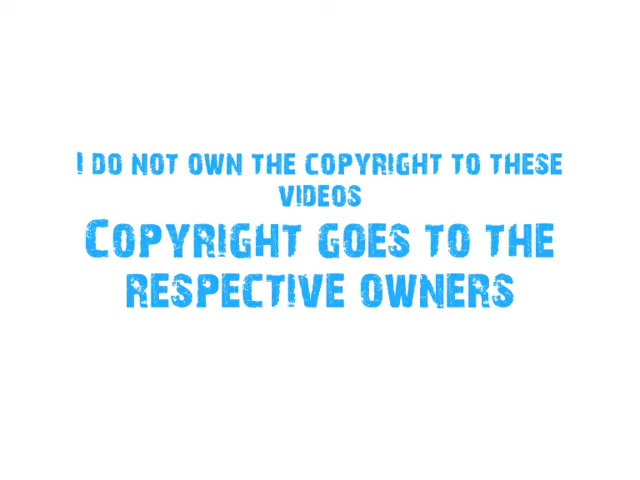 I do not own the copyright to these
videos
Copyright goes to the
respective owners